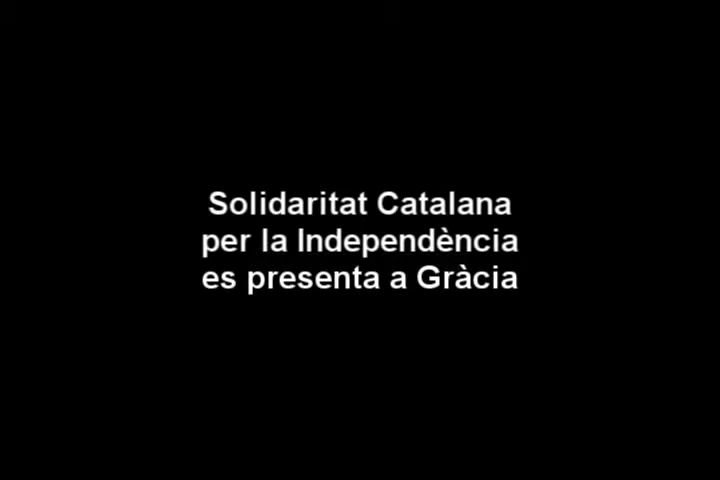 Solidaritat Catalana
per la Independència
es presenta a Gràcia